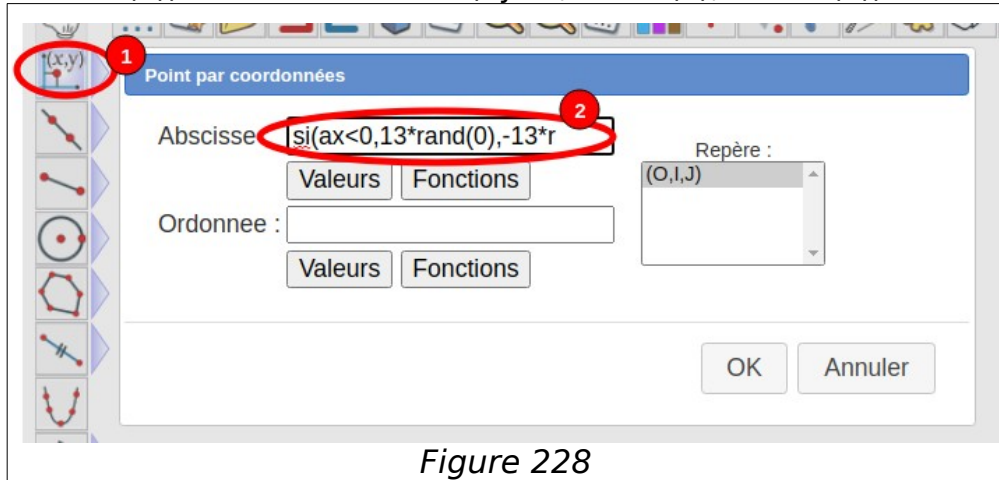 (x,y)
1
Point par coordonnées
2
Abscisse
si(ax<0,13*rand(0),-13*r
Repère :
Valeurs Fonctions
(O,I,J)
Ordonnee :
Valeurs Fonctions
OK Annuler
Figure 228